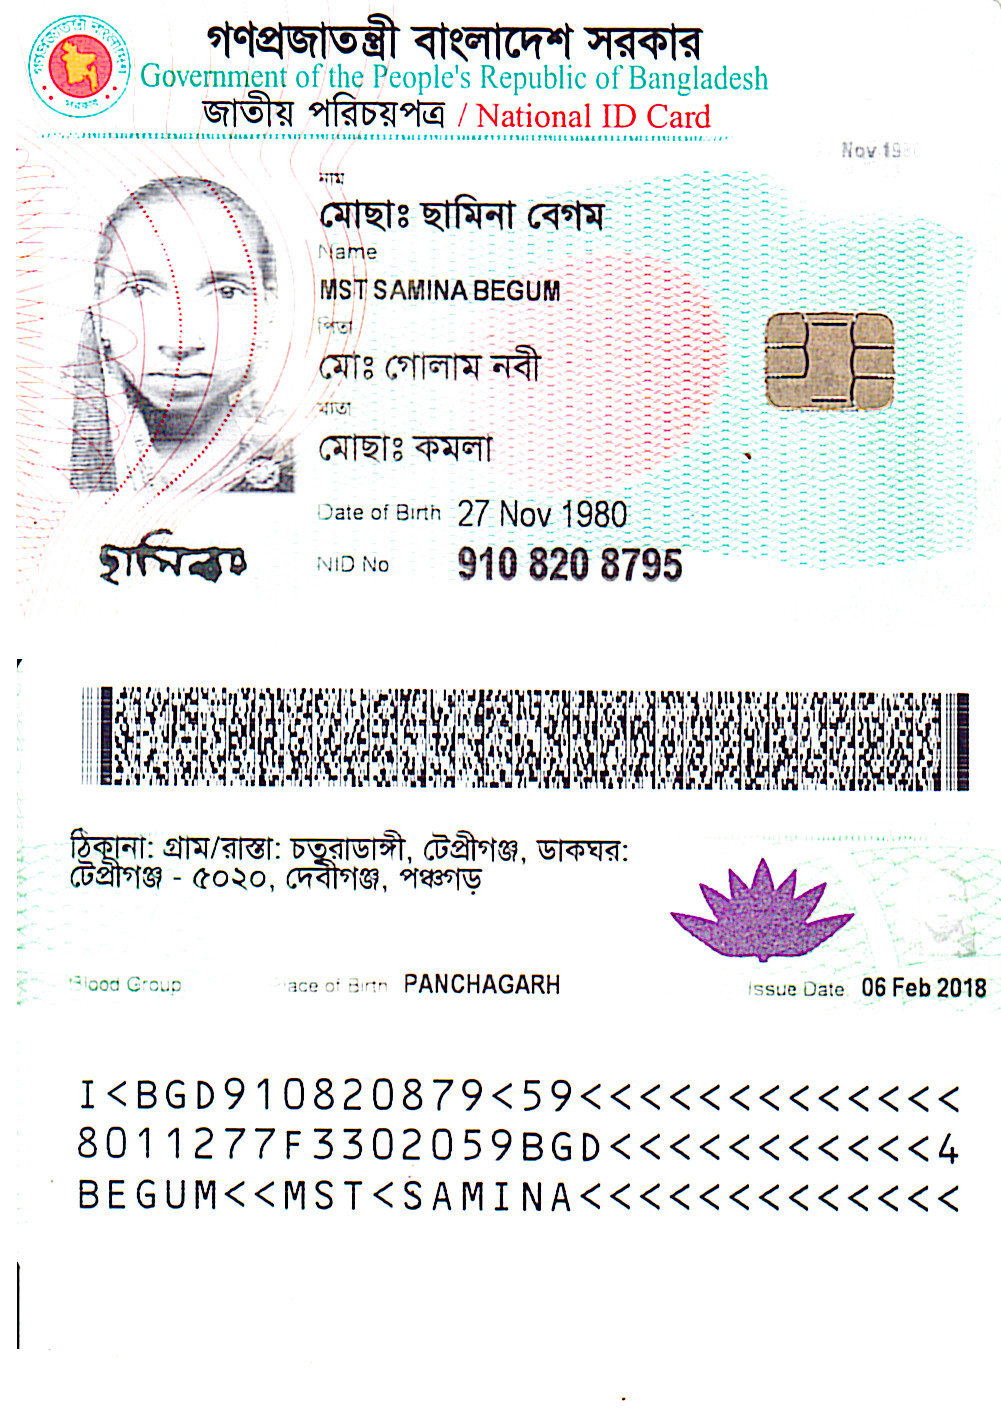 গণপ্রজাতন্ত্রী বাংলাদেশ সরকার
Government of the People's Republic of Bangladesh
জাতীয় পরিচয়পত্র / National ID Card
Nov 198
নাম
মোছাঃ ছামিনা বেগম
Name
MST SAMINA BEGUM
পিতা
মোঃ গোলাম নবী
মাতা
মোছাঃ কমলা
Date of Birth 27 Nov 1980
NID No 910 820 8795
ঠিকানা: গ্রাম/রাস্তা: চতুরাডাঙ্গী, টেপ্রীগঞ্জ, ডাকঘর:
টেপ্রীগঞ্জ - ৫০২০, দেবীগঞ্জ, পঞ্চগড়
Blood Group Place of Birth PANCHAGARH Issue Date 06 Feb 2018
I<BGD910820879<59<<<<<<<<<<<<<
8011277F3302059BGD<<<<<<<<<<<4
BEGUM<<MST<SAMINA<<<<<<<<<<<<<